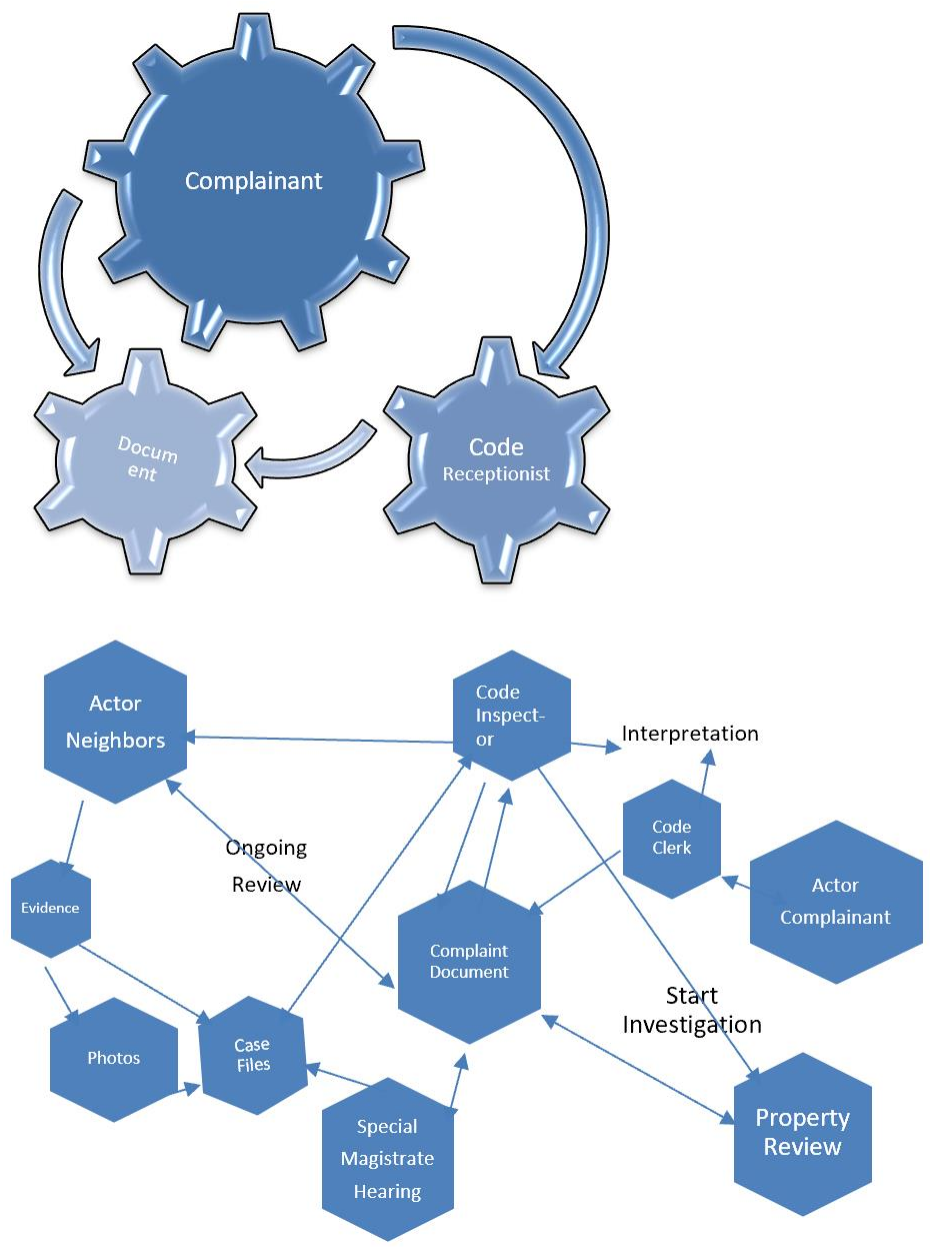 Complainant
Docum
ent
Code
Receptionist
Actor
Neighbors
Code
Inspect-
or
Interpretation
Code
Clerk
Actor
Complainant
Ongoing
Review
Evidence
Complaint
Document
Start
Investigation
Photos
Case
Files
Special
Magistrate
Hearing
Property
Review